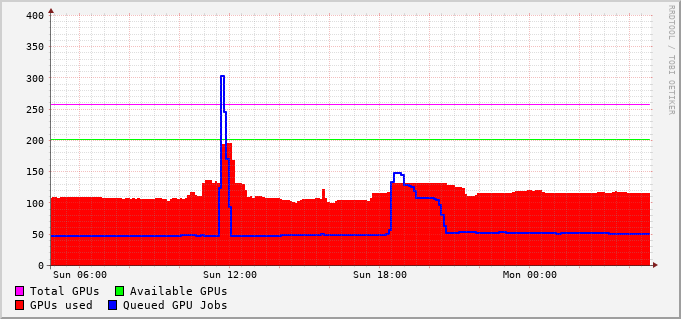 400
350
300
250
200
150
100
50
0
Sun 06:00 Sun 12:00 Sun 18:00 Mon 00:00
Total GPUs Available GPUs
GPUs used Queued GPU Jobs
RRDTOOL / TOBI OETIKER